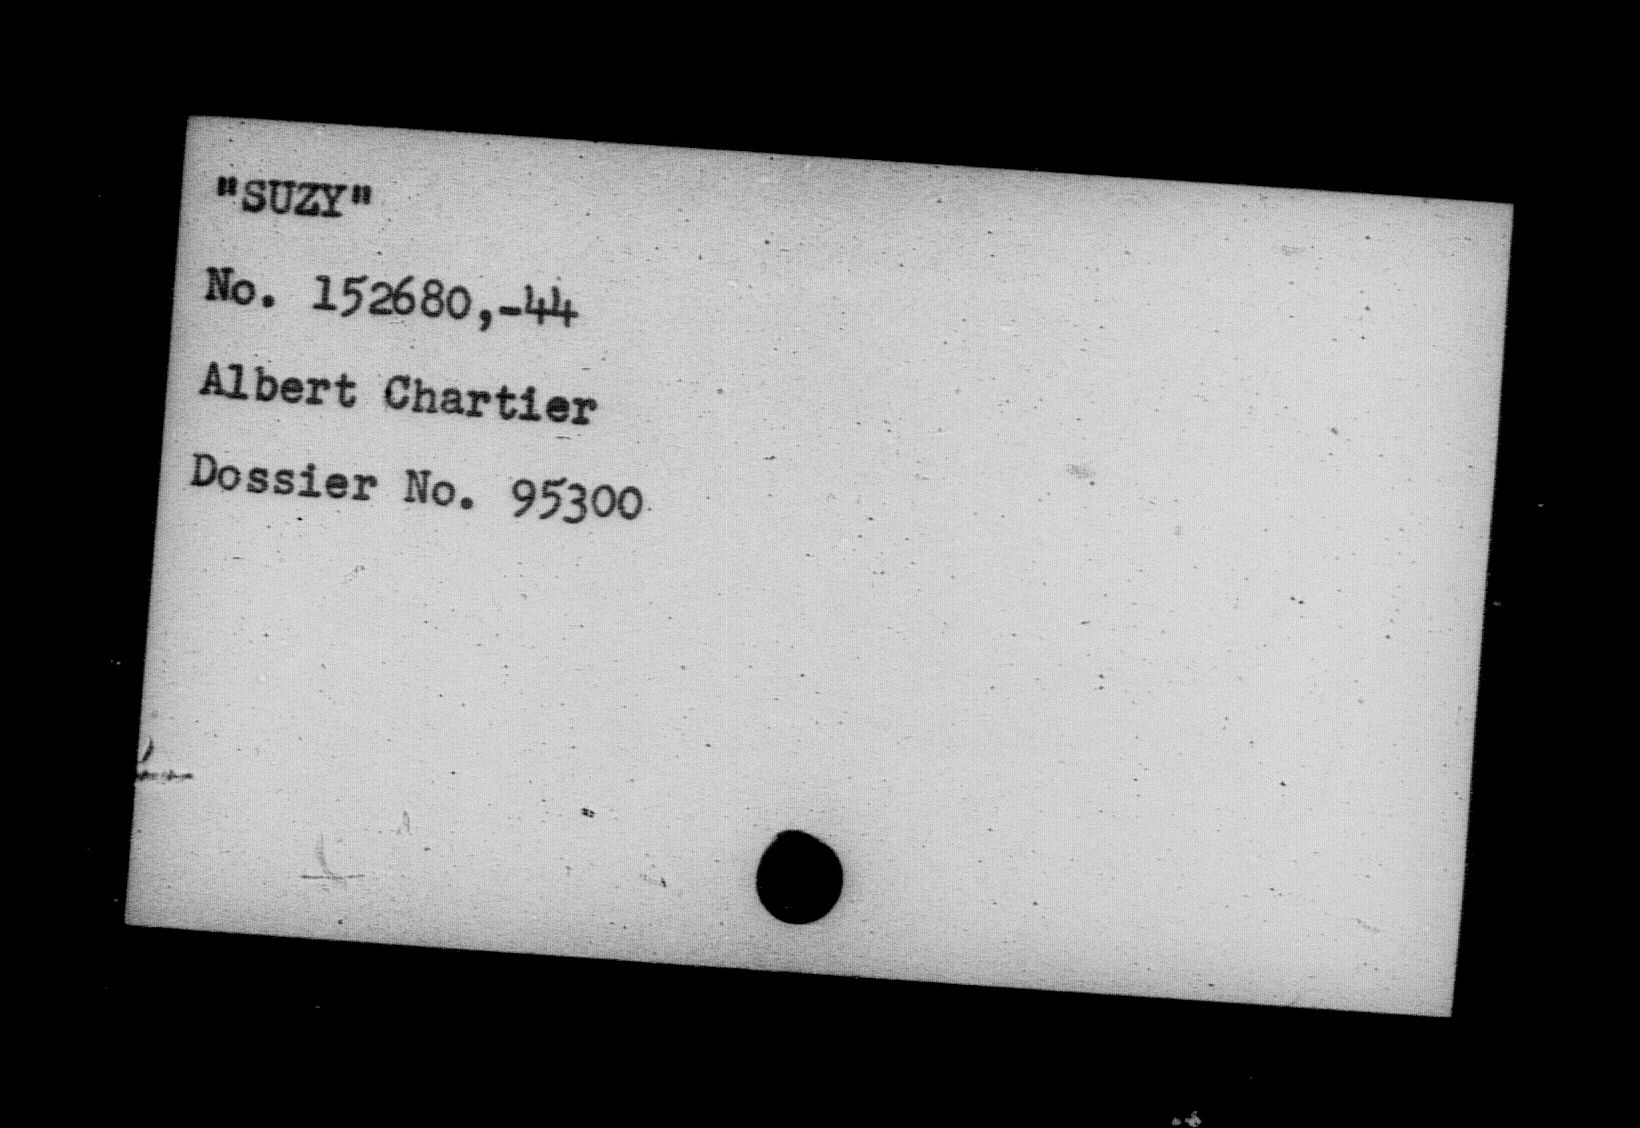 "SUZY"
No. 152680,-44
Albert Chartier
Dossier No. 95300